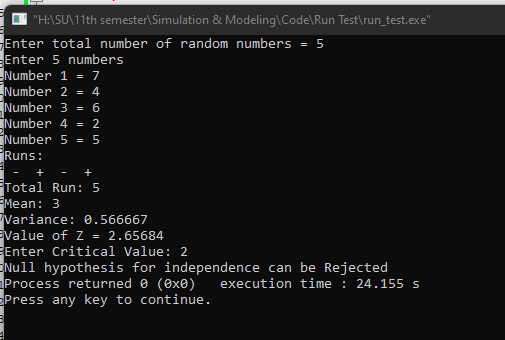 "H:\SU\11th semester\Simulation & Modeling\Code\Run Test\run_test.exe"
Enter total number of random numbers = 5
Enter 5 numbers
Number 1 = 7
Number 2 = 4
Number 3 = 6
Number 4 = 2
Number 5 = 5
Runs:
- + - +
Total Run: 5
Mean: 3
Variance: 0.566667
Value of Z = 2.65684
Enter Critical Value: 2
Null hypothesis for independence can be Rejected
Process returned 0 (0x0)   execution time : 24.155 s
Press any key to continue.